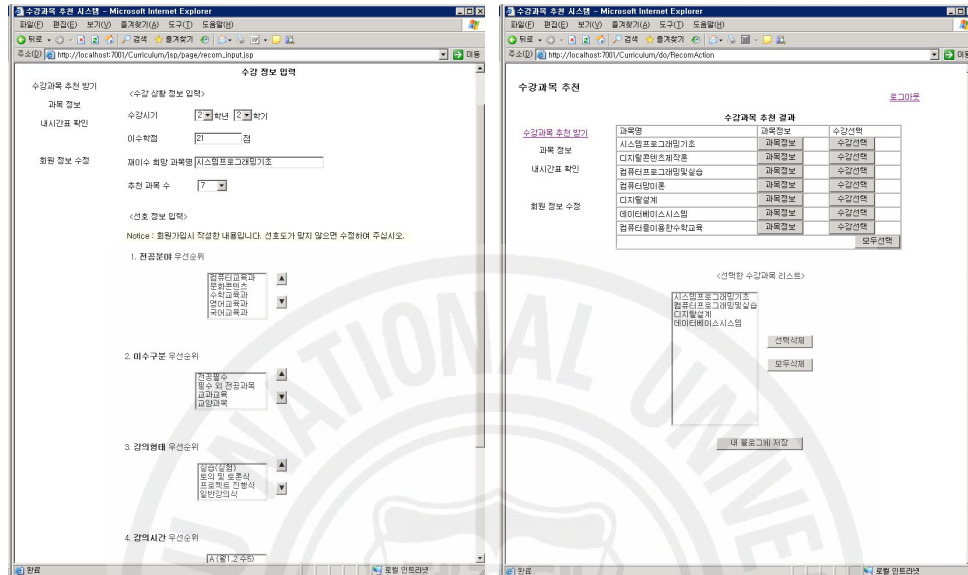 수강과목 추천 시스템 - Microsoft Internet Explorer
파일(F) 편집(E) 보기(V) 즐겨찾기(A) 도구(T) 도움말(H)
뒤로 검색 즐겨찾기
주소(D) http://localhost:7001/Curriculum/jsp/page/recom_input.jsp 이동
수강 정보 입력
수강과목 추천 받기
과목 정보
내시간표 확인
회원 정보 수정
<수강 상황 정보 입력>
수강시기 2 학년 2 학기
이수학점 21 점
재이수 희망 과목명 시스템프로그래밍기초
추천 과목 수 7
<선호 정보 입력>
Notice : 회원가입시 작성한 내용입니다. 선호도가 맞지 않으면 수정하여 주십시오.
1. 전공분야 우선순위
컴퓨터교육과
문화콘텐츠
수학교육과
영어교육과
국어교육과
2. 이수구분 우선순위
전공필수
필수 외 전공과목
교과교육
교양과목
3. 강의형태 우선순위
실습(실험)
토의 및 토론식
프로젝트 진행식
일반강의식
4. 강의시간 우선순위
A (월1,2 수5)
완료 로컬 인트라넷
수강과목 추천 시스템 - Microsoft Internet Explorer
파일(F) 편집(E) 보기(V) 즐겨찾기(A) 도구(T) 도움말(H)
뒤로 검색 즐겨찾기
주소(D) http://localhost:7001/Curriculum/do/RecomAction 이동
수강과목 추천
로그아웃
수강과목 추천 받기
과목 정보
내시간표 확인
회원 정보 수정
수강과목 추천 결과
과목명 과목정보 수강선택
시스템프로그래밍기초 과목정보 수강선택
디지털콘텐츠제작론 과목정보 수강선택
컴퓨터프로그래밍및실습 과목정보 수강선택
컴퓨터망이론 과목정보 수강선택
디지탈설계 과목정보 수강선택
데이터베이스시스템 과목정보 수강선택
컴퓨터를이용한수학교육 과목정보 수강선택
모두선택
<선택한 수강과목 리스트>
시스템프로그래밍기초
컴퓨터프로그래밍및실습
디지탈설계
데이터베이스시스템
선택삭제
모두삭제
내 블로그에 저장
완료 로컬 인트라넷
NATIONAL UNIVE